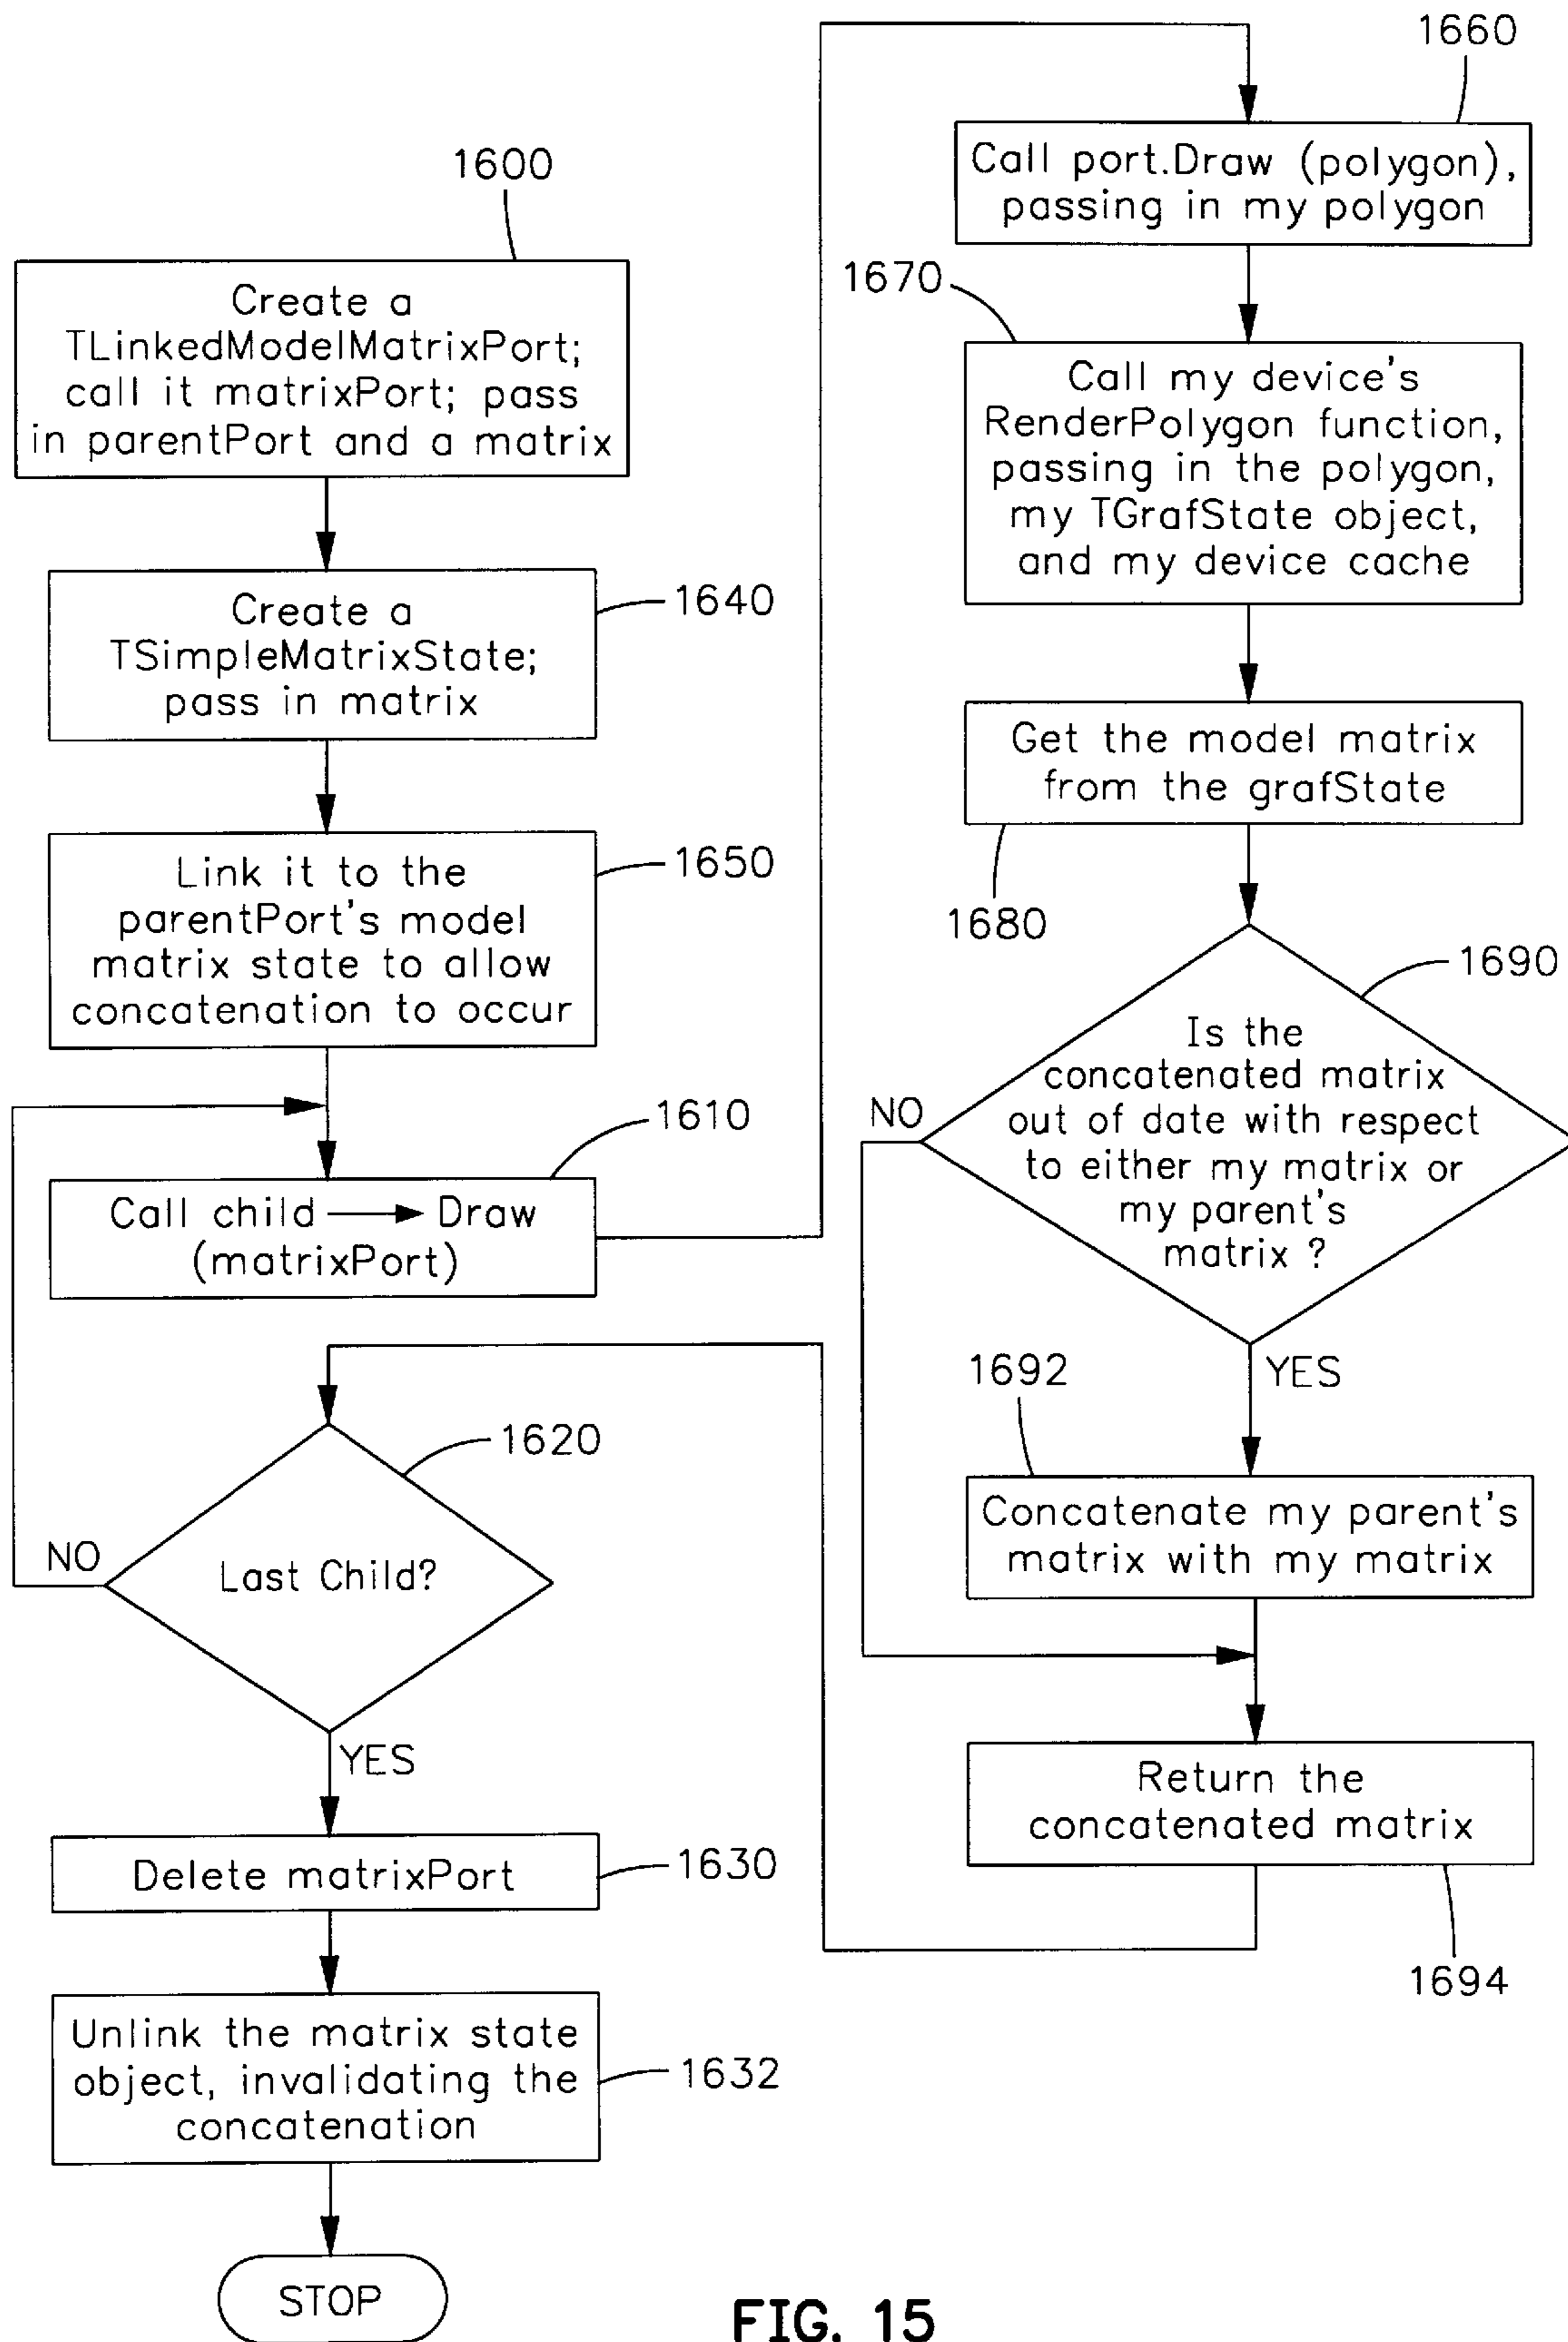 1600
Create a
TLinkedModelMatrixPort;
call it matrixPort; pass
in parentPort and a matrix
Create a
TSimpleMatrixState;
pass in matrix
1640
Link it to the
parentPort's model
matrix state to allow
concatenation to occur
1650
1610
Call child → Draw
(matrixPort)
1620
Last Child?
NO
YES
Delete matrixPort
1630
Unlink the matrix state
object, invalidating the
concatenation
1632
STOP
1660
Call port.Draw (polygon),
passing in my polygon
1670
Call my device's
RenderPolygon function,
passing in the polygon,
my TGrafState object,
and my device cache
Get the model matrix
from the grafState
1680
1690
Is the
concatenated matrix
out of date with respect
to either my matrix or
my parent's
matrix ?
NO
YES
1692
Concatenate my parent's
matrix with my matrix
Return the
concatenated matrix
1694
FIG. 15